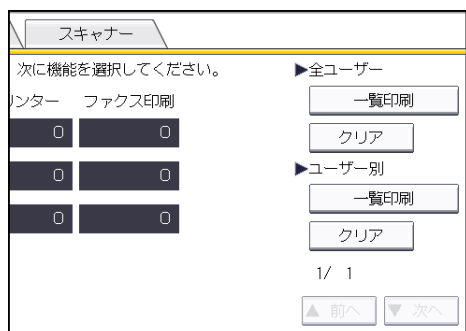 スキャナー
次に機能を選択してください。
リンター ファクス印刷
0 0
0 0
0 0
▶全ユーザー
一覧印刷
クリア
▶ユーザー別
一覧印刷
クリア
1/ 1
▲ 前へ ▼ 次へ